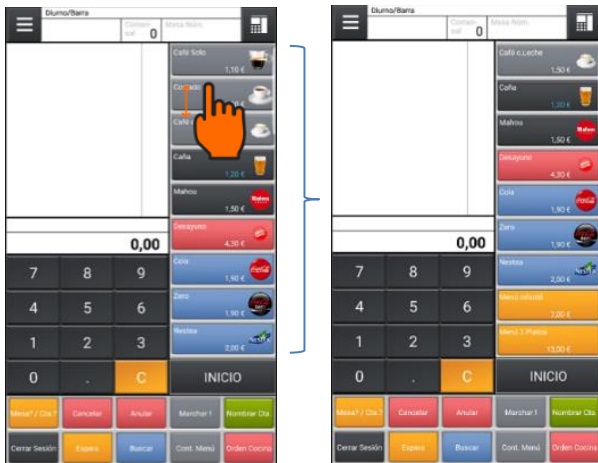 Diurno/Barra
Comen-
sal 0
Mesa Núm.
Café Solo
1,10 €
Café
Caña
1,20 €
Mahou
1,50 €
Desayuno
4,30 €
Cola
1,90 €
Zero
1,90 €
Nestea
2,00 €
0,00
7 8 9
4 5 6
1 2 3
0 . C
INICIO
Mesa? / Cta.?
Cancelar
Anular
Marchar !
Nombrar Cta.
Cerrar Sesión
Espera
Buscar
Cont. Menú
Orden Cocina
Diurno/Barra
Comen-
sal 0
Mesa Núm.
Café c.Leche
1,50 €
Caña
1,20 €
Mahou
1,50 €
Desayuno
4,30 €
Cola
1,90 €
Zero
1,90 €
Nestea
2,00 €
Menú Infantil
7,00 €
Menú 2 Platos
13,00 €
0,00
7 8 9
4 5 6
1 2 3
0 . C
INICIO
Mesa? / Cta.?
Cancelar
Anular
Marchar !
Nombrar Cta.
Cerrar Sesión
Espera
Buscar
Cont. Menú
Orden Cocina